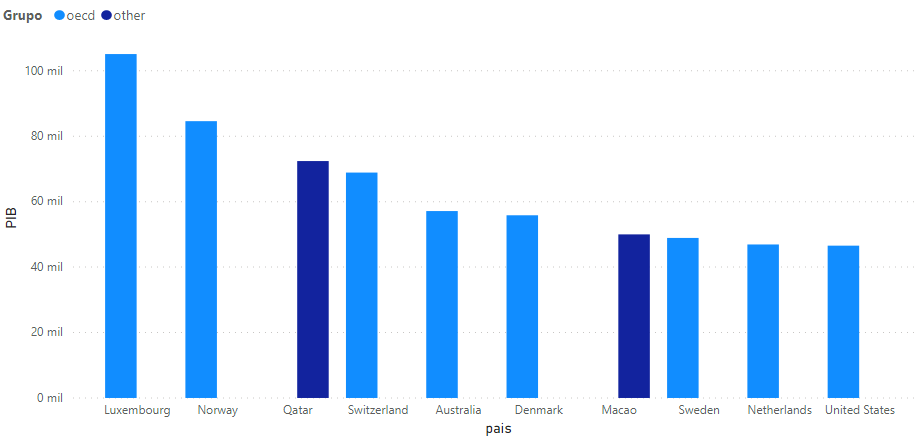 Grupo oecd other
100 mil
80 mil
60 mil
40 mil
20 mil
0 mil
PIB
Luxembourg Norway Qatar Switzerland Australia Denmark Macao Sweden Netherlands United States
pais